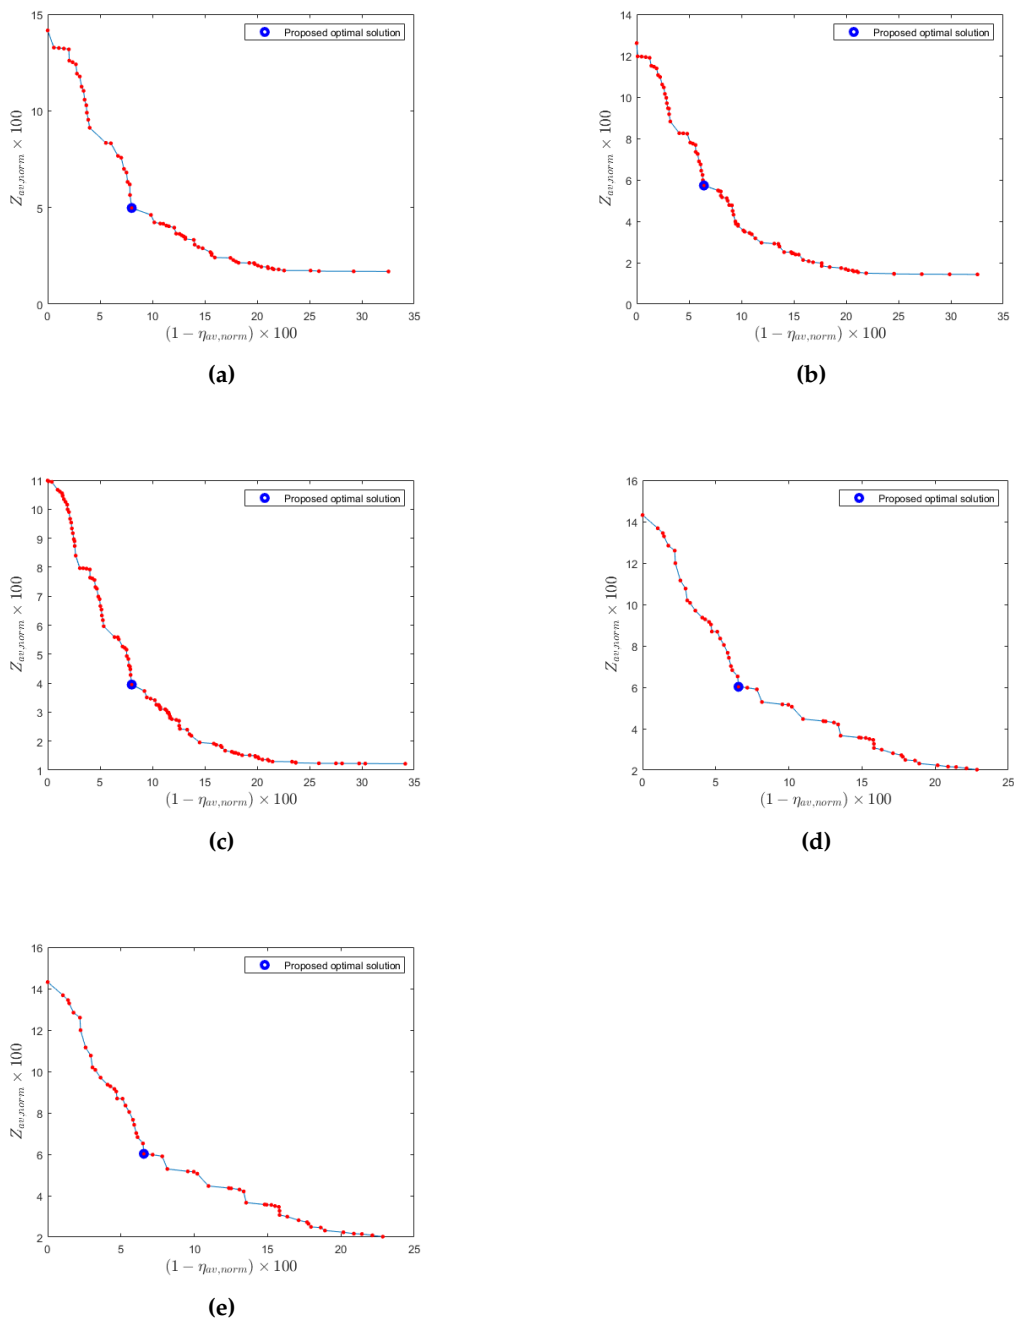 15
10
5
0
0 5 10 15 20 25 30 35
Z_{av,norm} × 100
(1 − η_{av,norm}) × 100
Proposed optimal solution
(a)
14
12
10
8
6
4
2
0
0 5 10 15 20 25 30 35
Z_{av,norm} × 100
(1 − η_{av,norm}) × 100
Proposed optimal solution
(b)
11
10
9
8
7
6
5
4
3
2
1
0 5 10 15 20 25 30 35
Z_{av,norm} × 100
(1 − η_{av,norm}) × 100
Proposed optimal solution
(c)
16
14
12
10
8
6
4
2
0 5 10 15 20 25
Z_{av,norm} × 100
(1 − η_{av,norm}) × 100
Proposed optimal solution
(d)
16
14
12
10
8
6
4
2
0 5 10 15 20 25
Z_{av,norm} × 100
(1 − η_{av,norm}) × 100
Proposed optimal solution
(e)